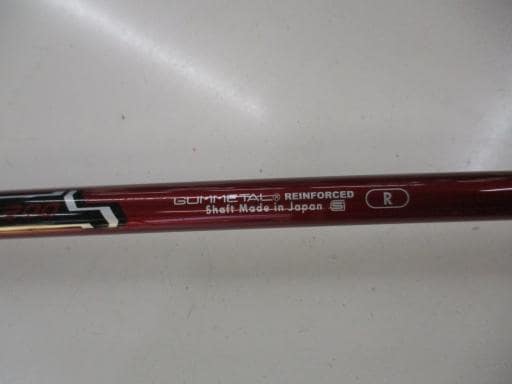 GUMMETAL® REINFORCED
Shaft Made in Japan
R